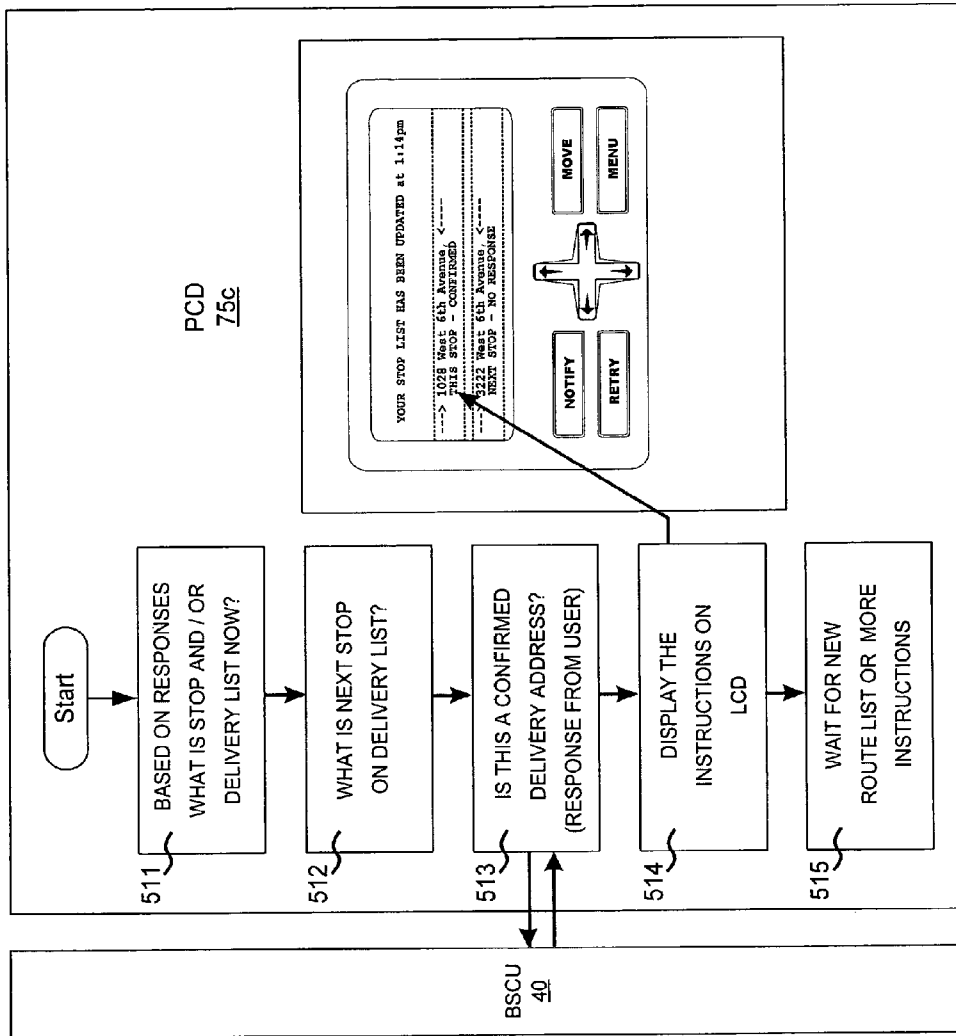 Start
PCD
75c
511
BASED ON RESPONSES
WHAT IS STOP AND / OR
DELIVERY LIST NOW?
512
WHAT IS NEXT STOP
ON DELIVERY LIST?
513
IS THIS A CONFIRMED
DELIVERY ADDRESS?
(RESPONSE FROM USER)
514
DISPLAY THE
INSTRUCTIONS ON
LCD
515
WAIT FOR NEW
ROUTE LIST OR MORE
INSTRUCTIONS
YOUR STOP LIST HAS BEEN UPDATED at 1:14pm
---> 1028 West 6th Avenue, <----
THIS STOP - CONFIRMED
---> 3222 West 6th Avenue, <----
NEXT STOP - NO RESPONSE
NOTIFY
MOVE
RETRY
MENU
BSCU
40